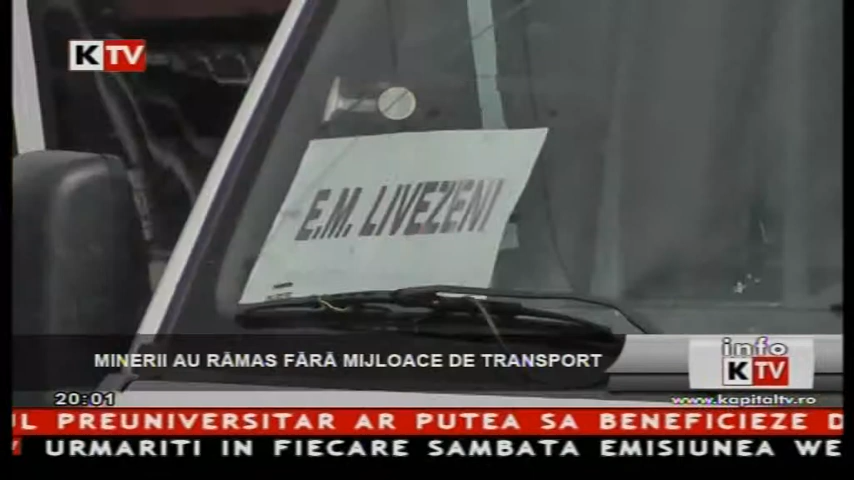 KTV
E.M. LIVEZENI
MINERII AU RĂMAS FĂRĂ MIJLOACE DE TRANSPORT
info
KTV
20:01
www.kapitaltv.ro
PREUNIVERSITAR AR PUTEA SA BENEFICIEZE
URMARITI IN FIECARE SAMBATA EMISIUNEA WE